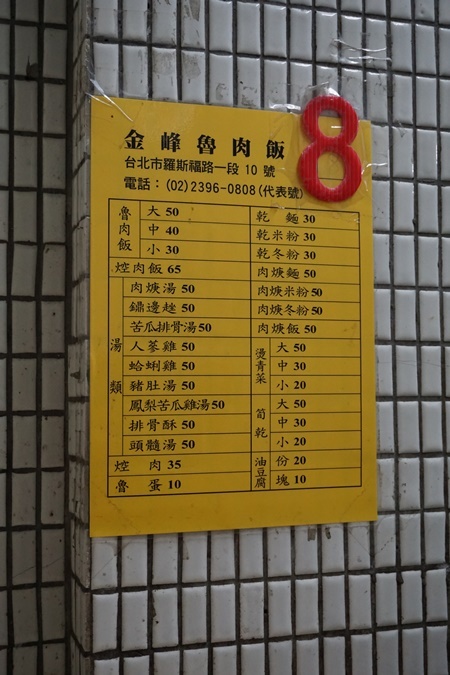 8
金峰魯肉飯
台北市羅斯福路一段 10 號
電話：(02)2396-0808(代表號)
魯肉飯
大 50
中 40
小 30
焢肉飯 65
湯類
肉焿湯 50
鼎邊趖 50
苦瓜排骨湯 50
人蔘雞 50
蛤蜊雞 50
豬肚湯 50
鳳梨苦瓜雞湯 50
排骨酥 50
頭髓湯 50
焢肉 35
魯蛋 10
乾麵 30
乾米粉 30
乾冬粉 30
肉焿麵 50
肉焿米粉 50
肉焿冬粉 50
肉焿飯 50
燙青菜
大 50
中 30
小 20
筍乾
大 50
中 30
小 20
油豆腐
份 20
塊 10